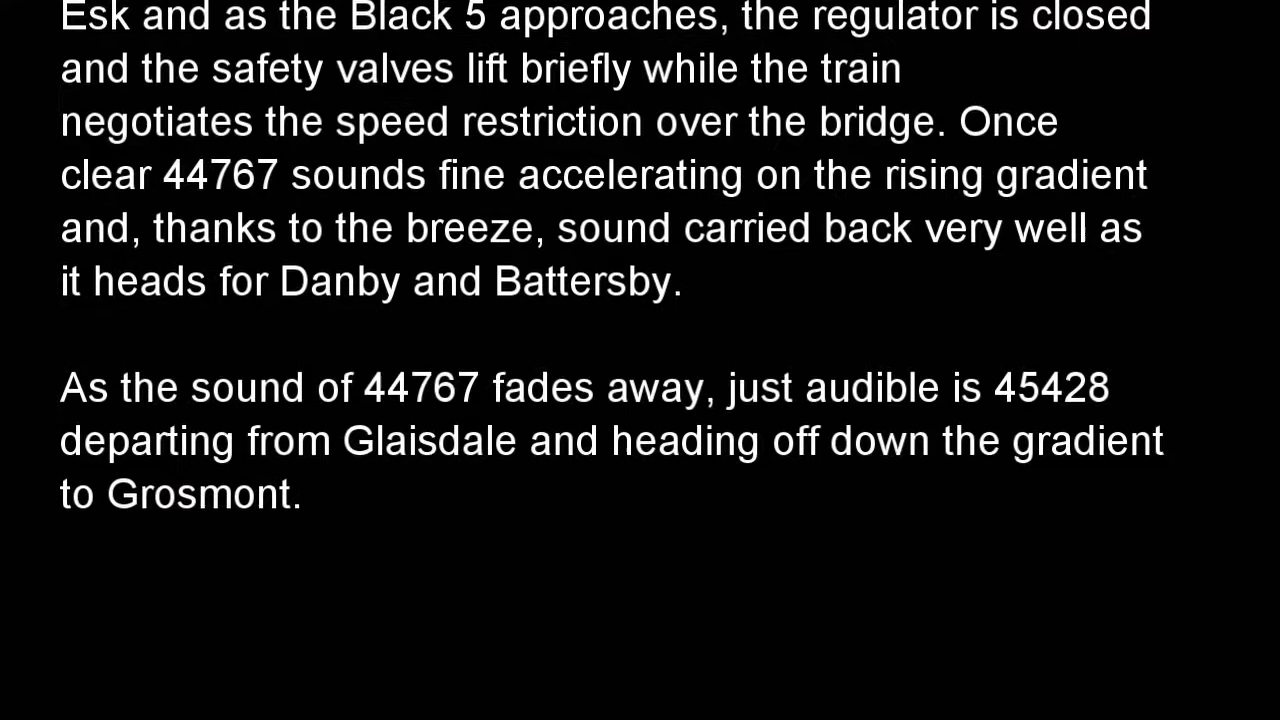 Esk and as the Black 5 approaches, the regulator is closed
and the safety valves lift briefly while the train
negotiates the speed restriction over the bridge. Once
clear 44767 sounds fine accelerating on the rising gradient
and, thanks to the breeze, sound carried back very well as
it heads for Danby and Battersby.
As the sound of 44767 fades away, just audible is 45428
departing from Glaisdale and heading off down the gradient
to Grosmont.